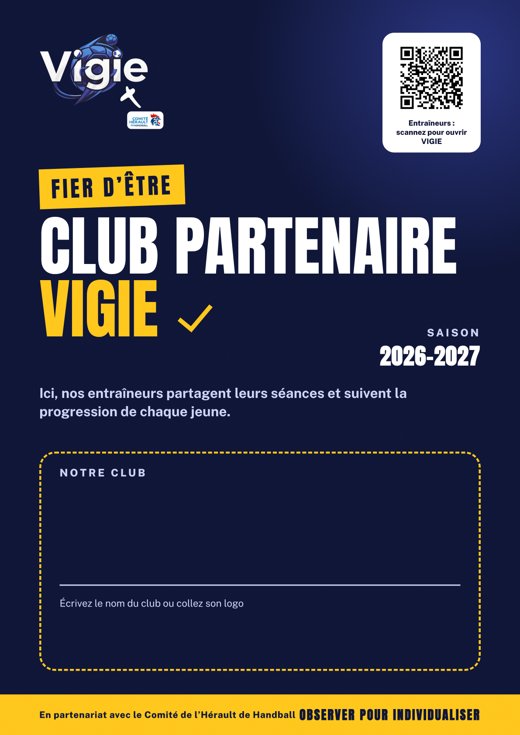 Vigie
COMITÉ
HÉRAULT
Entraîneurs :
scannez pour ouvrir
VIGIE
FIER D'ÊTRE
CLUB PARTENAIRE
VIGIE
SAISON
2026-2027
Ici, nos entraîneurs partagent leurs séances et suivent la
progression de chaque jeune.
NOTRE CLUB
Écrivez le nom du club ou collez son logo
En partenariat avec le Comité de l'Hérault de Handball OBSERVER POUR INDIVIDUALISER